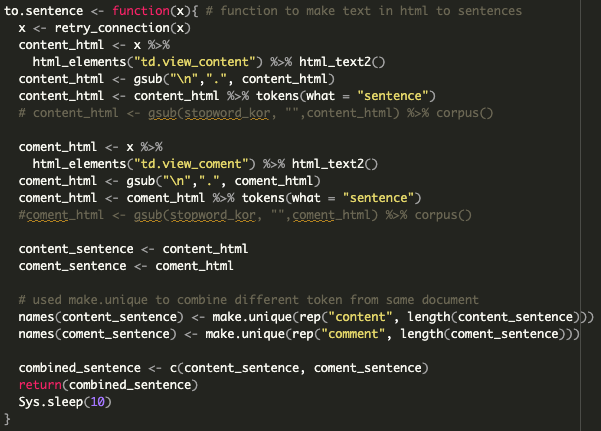 to.sentence <- function(x){ # function to make text in html to sentences
  x <- retry_connection(x)
  content_html <- x %>%
    html_elements("td.view_content") %>% html_text2()
  content_html <- gsub("\n",".", content_html)
  content_html <- content_html %>% tokens(what = "sentence")
  # content_html <- gsub(stopword_kor, "",content_html) %>% corpus()

  coment_html <- x %>%
    html_elements("td.view_coment") %>% html_text2()
  coment_html <- gsub("\n",".", coment_html)
  coment_html <- coment_html %>% tokens(what = "sentence")
  #coment_html <- gsub(stopword_kor, "",coment_html) %>% corpus()

  content_sentence <- content_html
  coment_sentence <- coment_html

  # used make.unique to combine different token from same document
  names(content_sentence) <- make.unique(rep("content", length(content_sentence)))
  names(coment_sentence) <- make.unique(rep("comment", length(coment_sentence)))

  combined_sentence <- c(content_sentence, coment_sentence)
  return(combined_sentence)
  Sys.sleep(10)
}